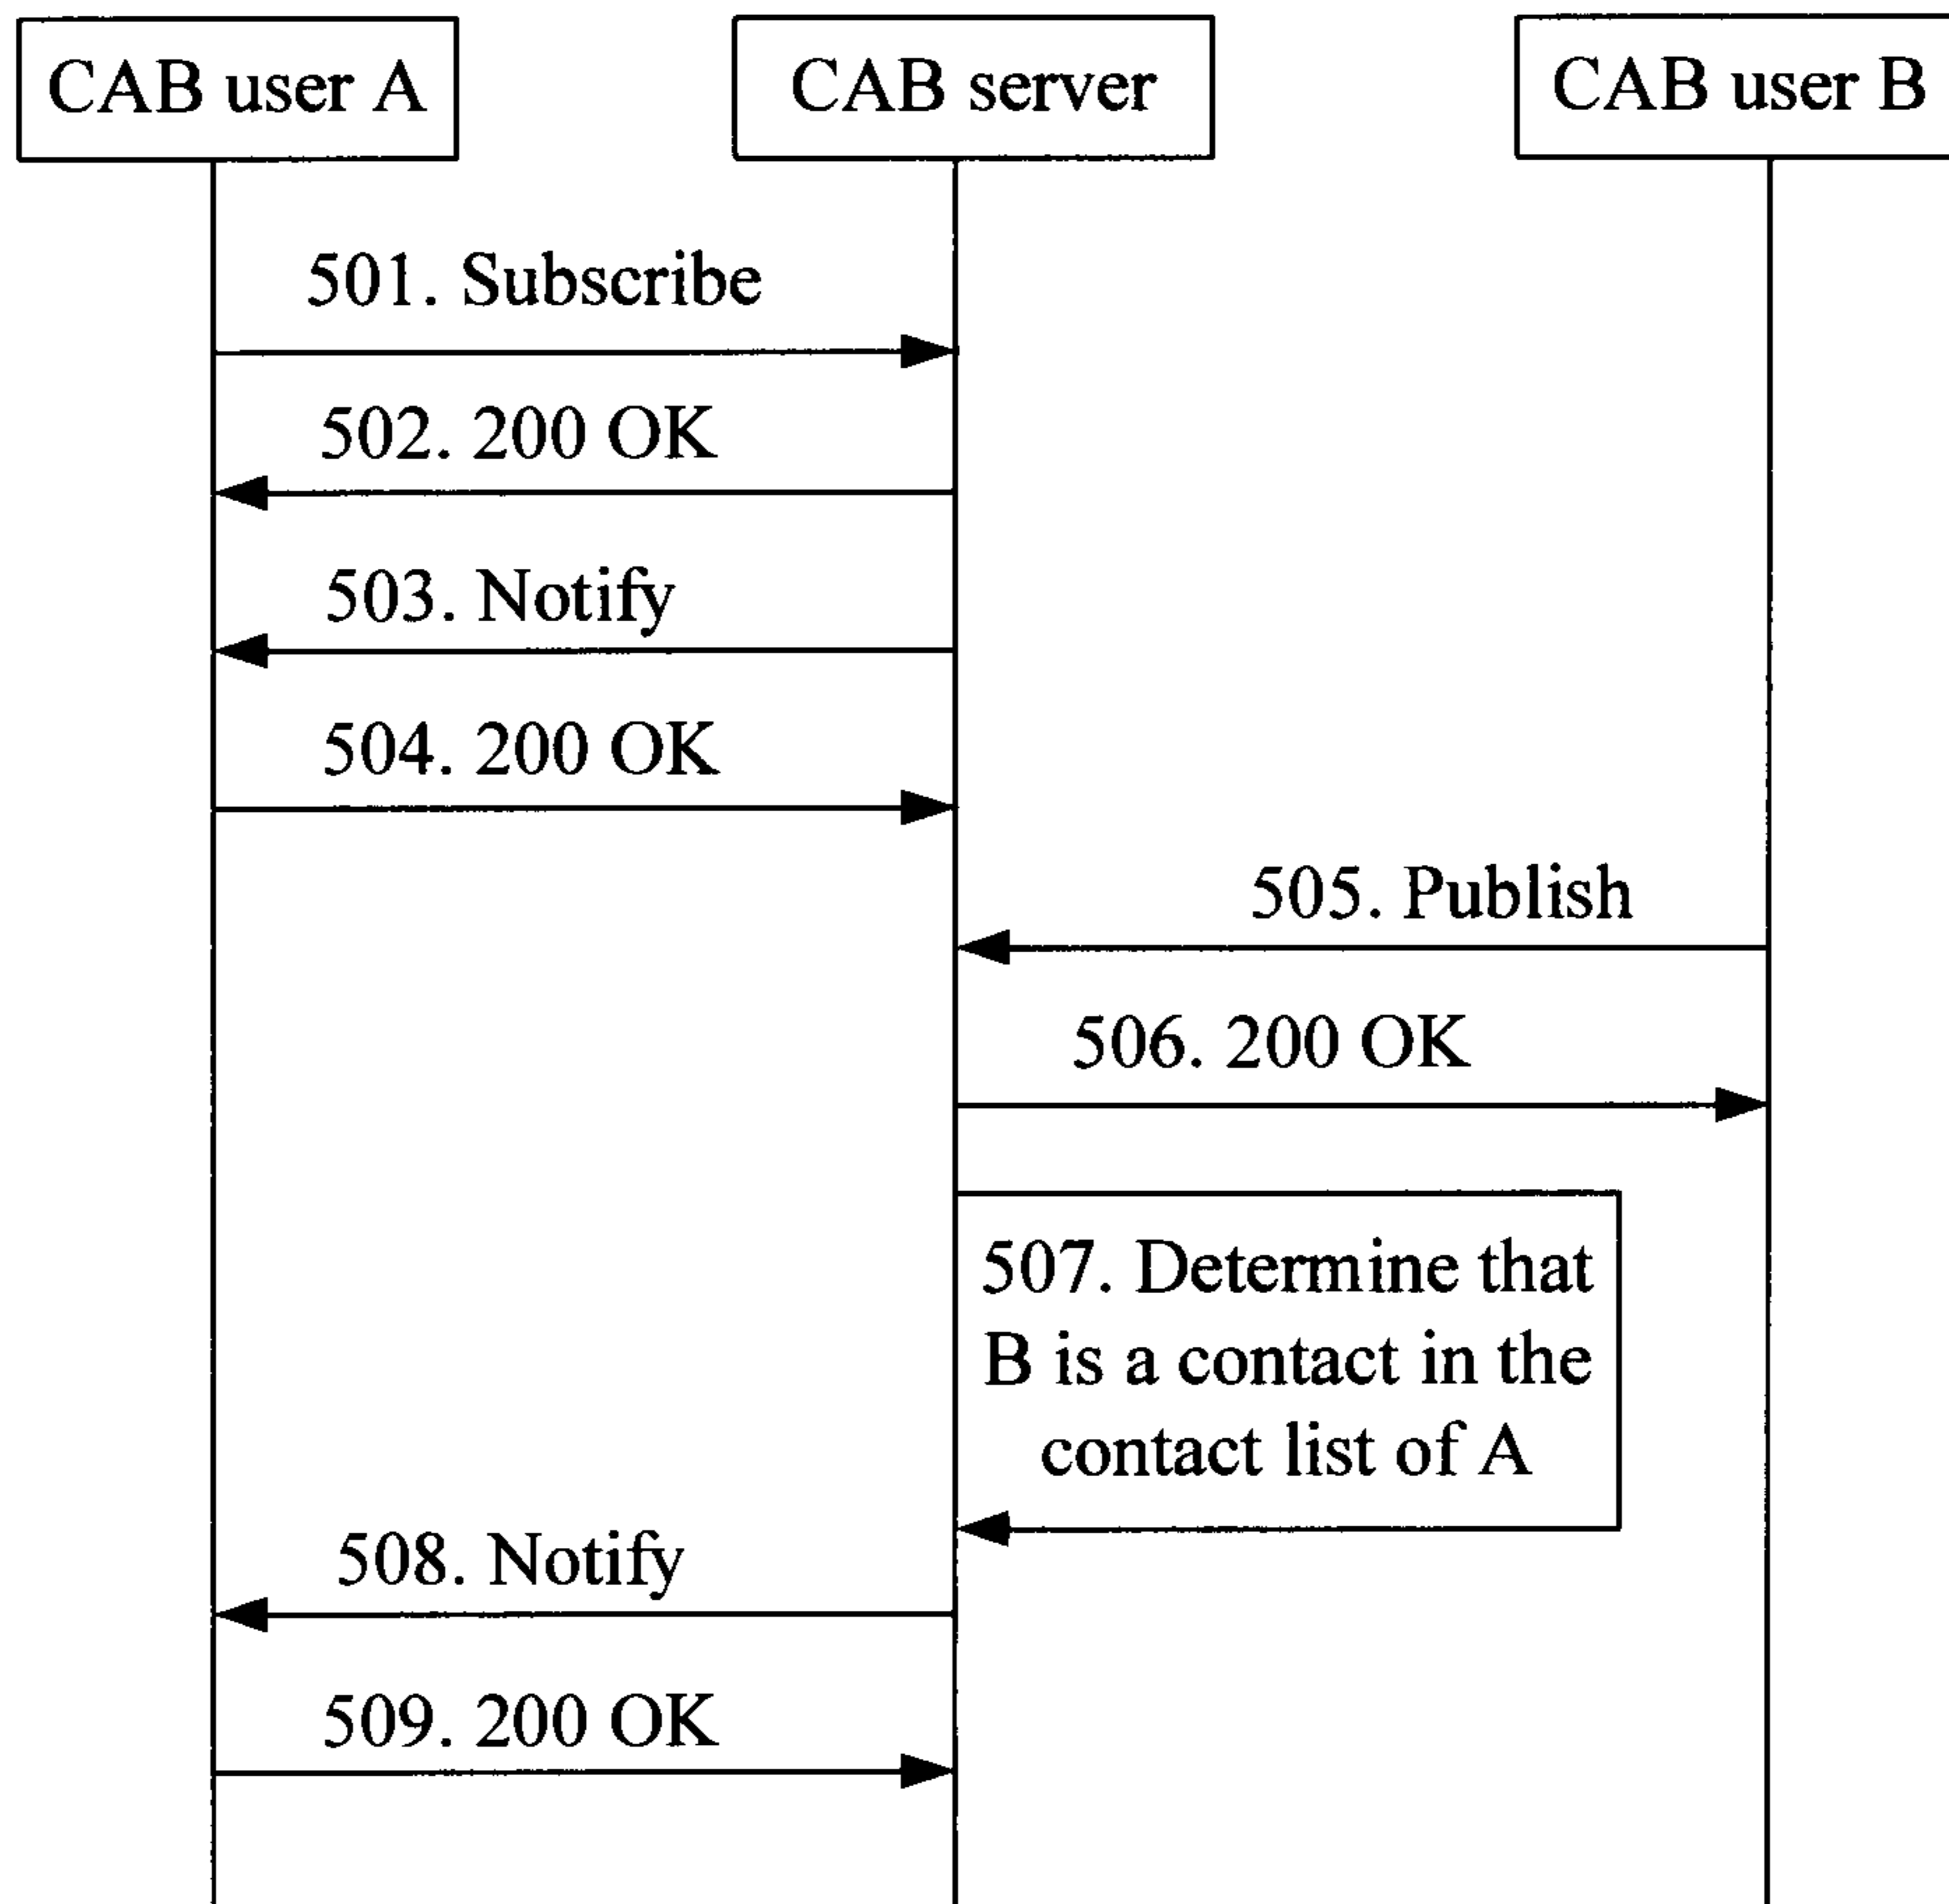 CAB user A
CAB server
CAB user B
501. Subscribe
502. 200 OK
503. Notify
504. 200 OK
505. Publish
506. 200 OK
507. Determine that
B is a contact in the
contact list of A
508. Notify
509. 200 OK